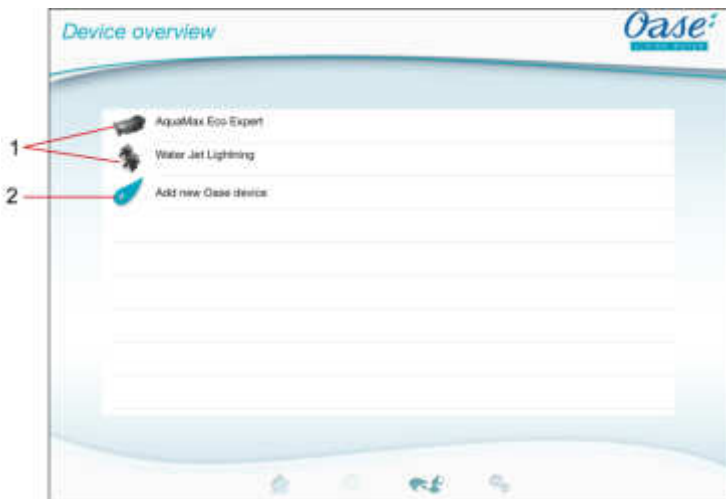 Device overview
Oase
1
AquaMax Eco Expert
Water Jet Lightning
2
Add new Oase device